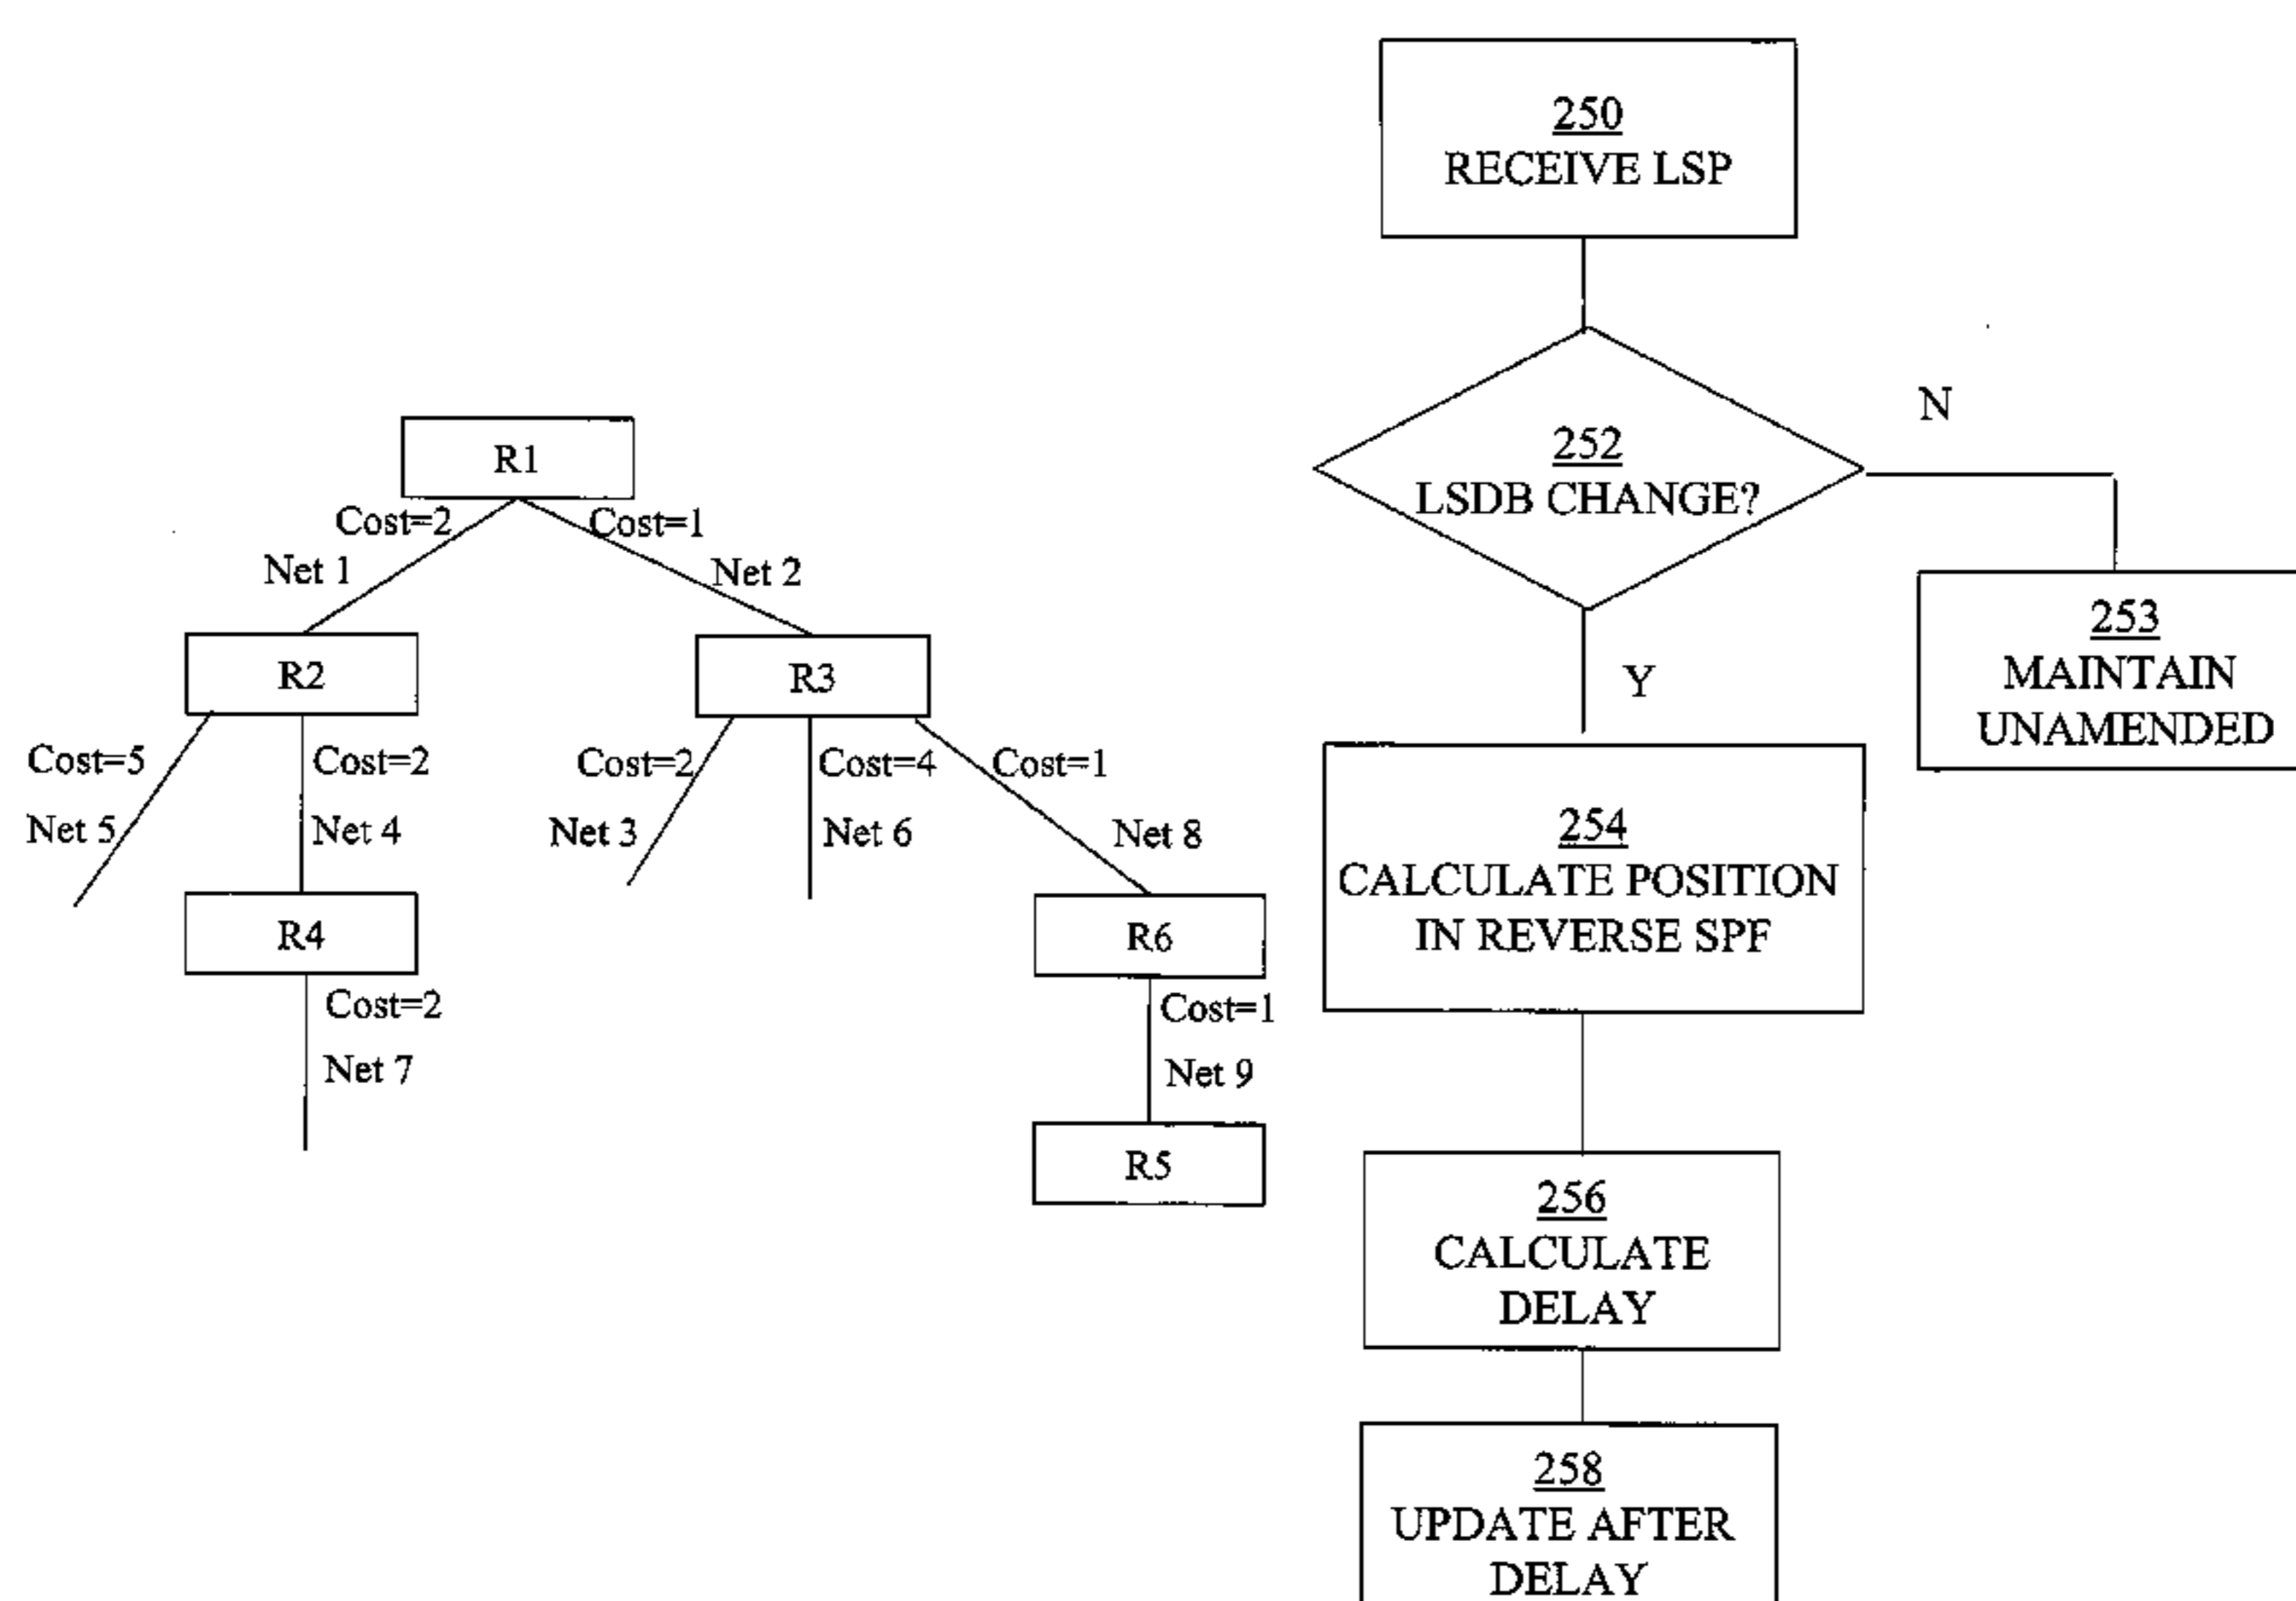 R1
Cost=2
Cost=1
Net 1
Net 2
R2
R3
Cost=5
Cost=2
Cost=2
Cost=4
Cost=1
Net 5
Net 4
Net 3
Net 6
Net 8
R4
R6
Cost=2
Cost=1
Net 7
Net 9
R5
250
RECEIVE LSP
252
LSDB CHANGE?
N
253
MAINTAIN
UNAMENDED
Y
254
CALCULATE POSITION
IN REVERSE SPF
256
CALCULATE
DELAY
258
UPDATE AFTER
DELAY